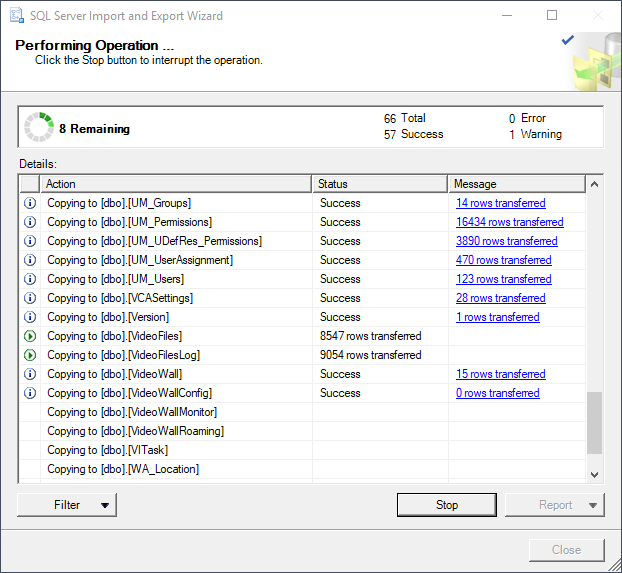 SQL Server Import and Export Wizard
Performing Operation ...
Click the Stop button to interrupt the operation.
8 Remaining
66 Total 0 Error
57 Success 1 Warning
Details:
Action Status Message
Copying to [dbo].[UM_Groups] Success 14 rows transferred
Copying to [dbo].[UM_Permissions] Success 16434 rows transferred
Copying to [dbo].[UM_UDefRes_Permissions] Success 3890 rows transferred
Copying to [dbo].[UM_UserAssignment] Success 470 rows transferred
Copying to [dbo].[UM_Users] Success 123 rows transferred
Copying to [dbo].[VCASettings] Success 28 rows transferred
Copying to [dbo].[Version] Success 1 rows transferred
Copying to [dbo].[VideoFiles] 8547 rows transferred
Copying to [dbo].[VideoFilesLog] 9054 rows transferred
Copying to [dbo].[VideoWall] Success 15 rows transferred
Copying to [dbo].[VideoWallConfig] Success 0 rows transferred
Copying to [dbo].[VideoWallMonitor]
Copying to [dbo].[VideoWallRoaming]
Copying to [dbo].[VITask]
Copying to [dbo].[WA_Location]
Filter Stop Report
Close